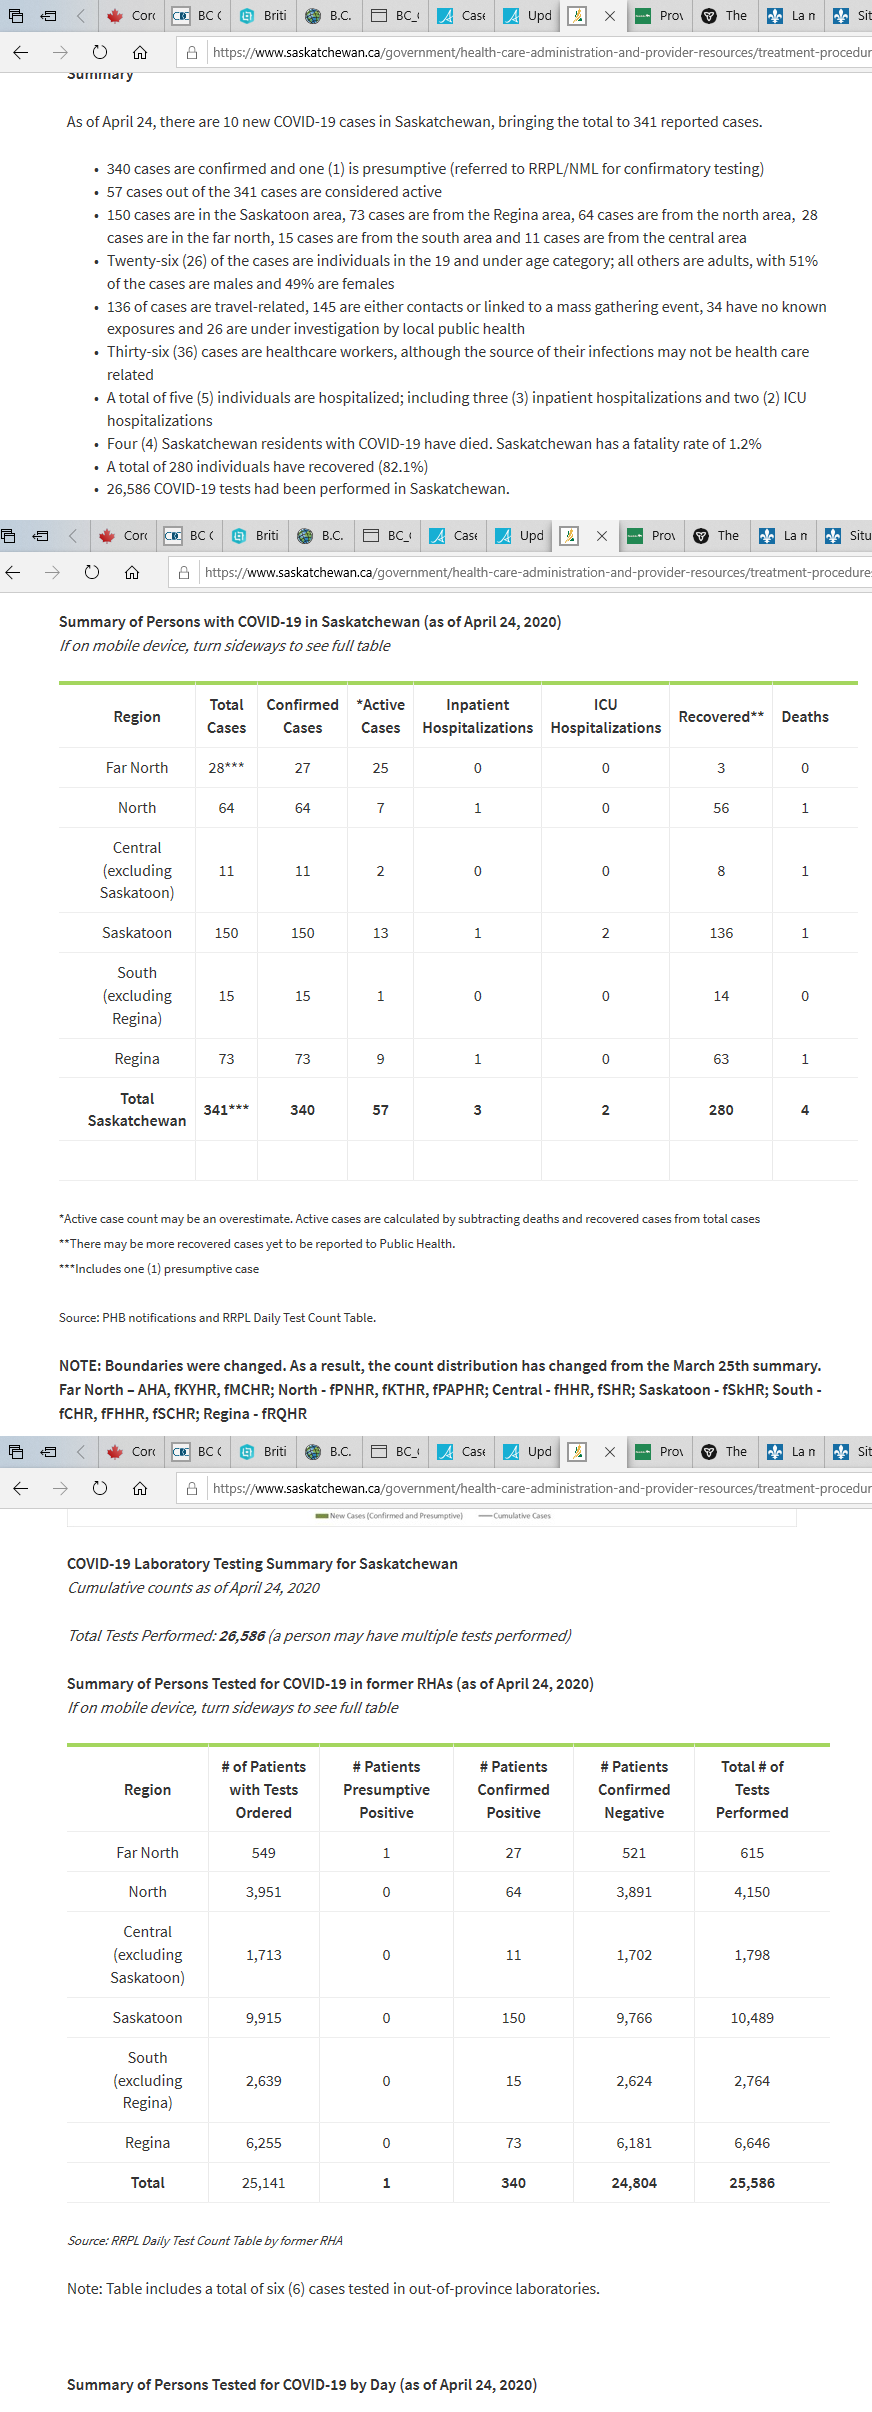 Corc BC C Briti B.C. BC_( Case Upd Prov The La n Sit
https://www.saskatchewan.ca/government/health-care-administration-and-provider-resources/treatment-procedur
Summary
As of April 24, there are 10 new COVID-19 cases in Saskatchewan, bringing the total to 341 reported cases.
• 340 cases are confirmed and one (1) is presumptive (referred to RRPL/NML for confirmatory testing)
• 57 cases out of the 341 cases are considered active
• 150 cases are in the Saskatoon area, 73 cases are from the Regina area, 64 cases are from the north area, 28
cases are in the far north, 15 cases are from the south area and 11 cases are from the central area
• Twenty-six (26) of the cases are individuals in the 19 and under age category; all others are adults, with 51%
of the cases are males and 49% are females
• 136 of cases are travel-related, 145 are either contacts or linked to a mass gathering event, 34 have no known
exposures and 26 are under investigation by local public health
• Thirty-six (36) cases are healthcare workers, although the source of their infections may not be health care
related
• A total of five (5) individuals are hospitalized; including three (3) inpatient hospitalizations and two (2) ICU
hospitalizations
• Four (4) Saskatchewan residents with COVID-19 have died. Saskatchewan has a fatality rate of 1.2%
• A total of 280 individuals have recovered (82.1%)
• 26,586 COVID-19 tests had been performed in Saskatchewan.
Corc BC C Briti B.C. BC_( Case Upd Prov The La n Situ
https://www.saskatchewan.ca/government/health-care-administration-and-provider-resources/treatment-procedure
Summary of Persons with COVID-19 in Saskatchewan (as of April 24, 2020)
If on mobile device, turn sideways to see full table
Region Total Cases Confirmed Cases *Active Cases Inpatient Hospitalizations ICU Hospitalizations Recovered** Deaths
Far North 28*** 27 25 0 0 3 0
North 64 64 7 1 0 56 1
Central (excluding Saskatoon) 11 11 2 0 0 8 1
Saskatoon 150 150 13 1 2 136 1
South (excluding Regina) 15 15 1 0 0 14 0
Regina 73 73 9 1 0 63 1
Total Saskatchewan 341*** 340 57 3 2 280 4
*Active case count may be an overestimate. Active cases are calculated by subtracting deaths and recovered cases from total cases
**There may be more recovered cases yet to be reported to Public Health.
***Includes one (1) presumptive case
Source: PHB notifications and RRPL Daily Test Count Table.
NOTE: Boundaries were changed. As a result, the count distribution has changed from the March 25th summary.
Far North – AHA, fKYHR, fMCHR; North - fPNHR, fKTHR, fPAPHR; Central - fHHR, fSHR; Saskatoon - fSkHR; South -
fCHR, fFHHR, fSCHR; Regina - fRQHR
Corc BC C Briti B.C. BC_( Case Upd Prov The La n Sit
https://www.saskatchewan.ca/government/health-care-administration-and-provider-resources/treatment-procedur
New Cases (Confirmed and Presumptive) Cumulative Cases
COVID-19 Laboratory Testing Summary for Saskatchewan
Cumulative counts as of April 24, 2020
Total Tests Performed: 26,586 (a person may have multiple tests performed)
Summary of Persons Tested for COVID-19 in former RHAs (as of April 24, 2020)
If on mobile device, turn sideways to see full table
Region # of Patients with Tests Ordered # Patients Presumptive Positive # Patients Confirmed Positive # Patients Confirmed Negative Total # of Tests Performed
Far North 549 1 27 521 615
North 3,951 0 64 3,891 4,150
Central (excluding Saskatoon) 1,713 0 11 1,702 1,798
Saskatoon 9,915 0 150 9,766 10,489
South (excluding Regina) 2,639 0 15 2,624 2,764
Regina 6,255 0 73 6,181 6,646
Total 25,141 1 340 24,804 25,586
Source: RRPL Daily Test Count Table by former RHA
Note: Table includes a total of six (6) cases tested in out-of-province laboratories.
Summary of Persons Tested for COVID-19 by Day (as of April 24, 2020)